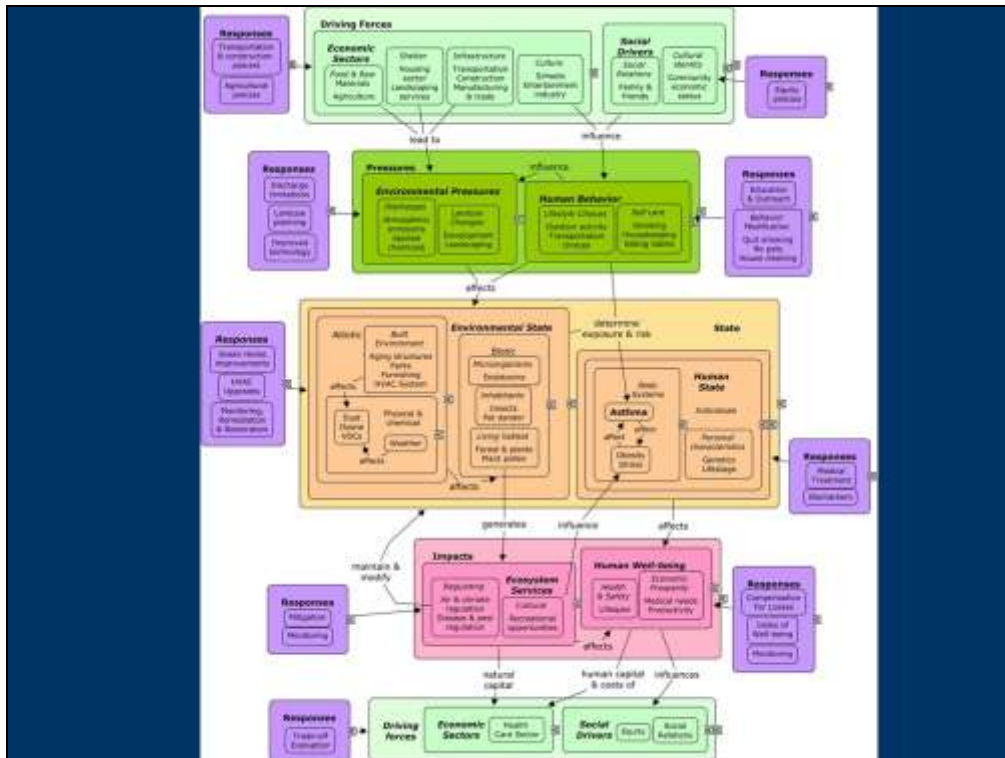 Driving Forces
Responses
Transportation
& construction
policies
Agricultural
policies
Economic
Sectors
Food & Raw
Materials
Agriculture
Shelter
Housing
sector
Landscaping
services
Infrastructure
Transportation
Construction
Manufacturing
& trade
Culture
Schools
Entertainment
industry
Social
Drivers
Social
Relations
Family &
friends
Cultural
identity
Community
economic
status
Responses
Equity
policies
lead to
influence
Pressures
influence
Responses
Discharge
limitations
Landuse
planning
Improved
technology
Environmental Pressures
Discharges
Atmospheric
emissions
Applied
chemicals
Landuse
Changes
Development
Landscaping
Human Behavior
Lifestyle choices
Outdoor activity
Transportation
choices
Self care
Smoking
Housekeeping
Eating habits
Responses
Education
& Outreach
Behavior
Modification
Quit smoking
No pets
House cleaning
affects
determine
exposure & risk
Responses
improvements
HVAC
Upgrades
Monitoring,
Remediation
& Restoration
Environmental State
State
Abiotic
Built
Environment
Aging structures
Parks
Furnishing
HVAC System
affects
Dust
Ozone
VOCs
Physical &
chemical
Weather
affects
Biotic
Microorganisms
Endotoxins
Inhabitants
Insects
Pet dander
Living habitat
Forest & plants
Plant pollen
affects
Human
State
Body
Systems
Asthma
affect
affect
Obesity
Stress
Individuals
Personal
characteristics
Genetics
Lifestage
Responses
Medical
Treatment
Biomarkers
generates
influence
affects
maintain &
modify
Impacts
Ecosystem
Services
Regulating
Air & climate
regulation
Disease & pest
regulation
Cultural
Recreational
opportunities
Human Well-being
Health
& Safety
Lifespan
Economic
Prosperity
Medical needs
Productivity
affects
Responses
Mitigation
Monitoring
Responses
Compensation
for Losses
Index of
Well-being
Monitoring
natural
capital
human capital
& costs of
influences
Responses
Trade-off
Evaluation
Driving
forces
Economic
Sectors
Health
Care Sector
Social
Drivers
Equity
Social
Relations